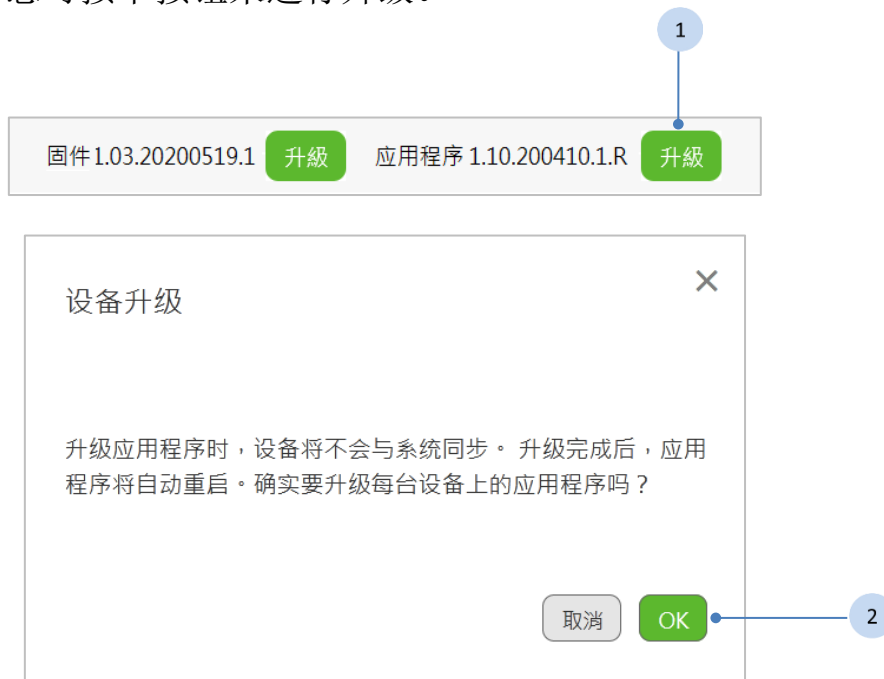 1
固件1.03.20200519.1 升級 应用程序 1.10.200410.1.R 升級
设备升级
升级应用程序时，设备将不会与系统同步。 升级完成后，应用
程序将自动重启。确实要升级每台设备上的应用程序吗？
取消 OK 2